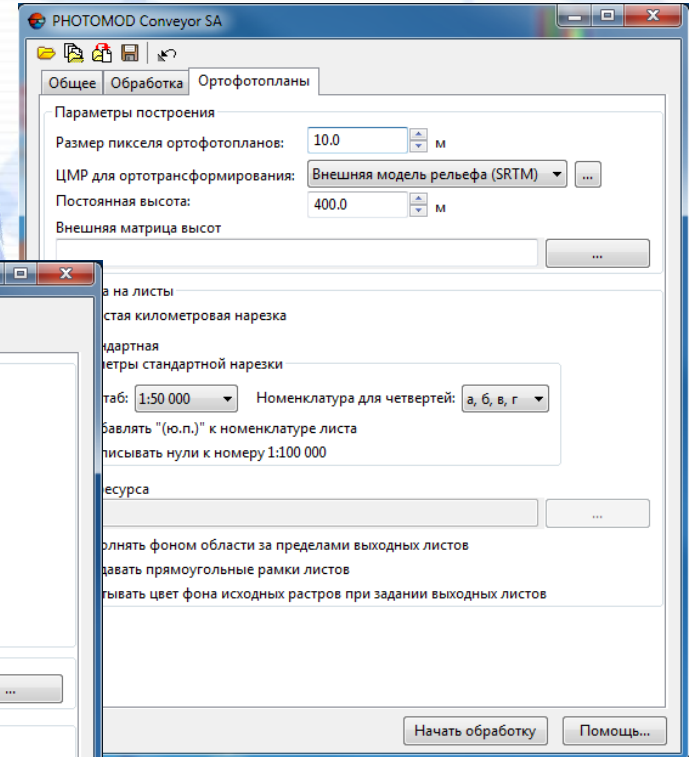 PHOTOMOD Conveyor SA
Общее Обработка Ортофотопланы
Параметры построения
Размер пикселя ортофотопланов: 10.0 м
ЦМР для ортотрансформирования: Внешняя модель рельефа (SRTM) ...
Постоянная высота: 400.0 м
Внешняя матрица высот
...
а на листы
стая километровая нарезка
ндартная
метры стандартной нарезки
таб: 1:50 000 Номенклатура для четвертей: а, б, в, г
бавлять "(ю.п.)" к номенклатуре листа
писывать нули к номеру 1:100 000
ресурса
...
олнять фоном области за пределами выходных листов
давать прямоугольные рамки листов
тывать цвет фона исходных растров при задании выходных листов
...
Начать обработку Помощь...